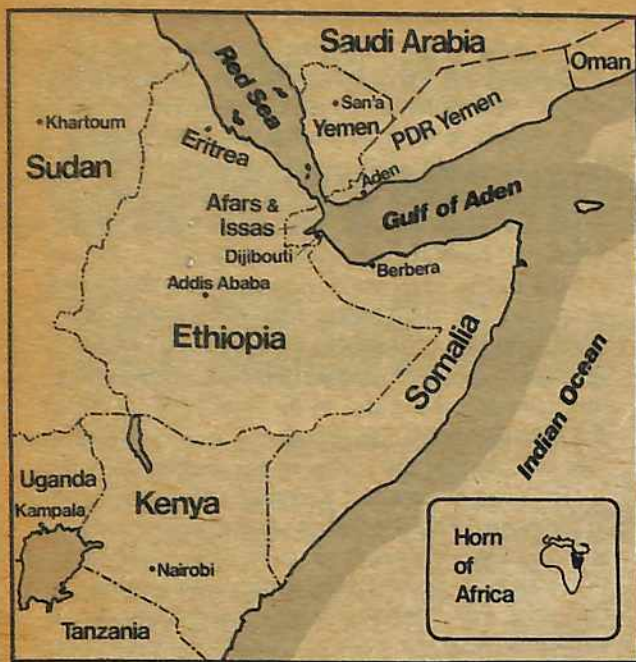 Saudi Arabia
Oman
Red Sea
San'a
Yemen
PDR Yemen
Khartoum
Sudan
Eritrea
Aden
Gulf of Aden
Afars &
Issas
Dijibouti
Berbera
Addis Ababa
Ethiopia
Somalia
Indian Ocean
Uganda
Kampala
Kenya
Nairobi
Tanzania
Horn
of
Africa